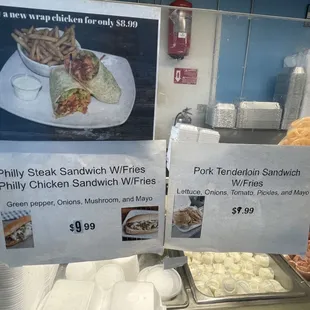 a new wrap chicken for only $8.99
Philly Steak Sandwich W/Fries
Philly Chicken Sandwich W/Fries
Green pepper, Onions, Mushroom, and Mayo
$9.99
Pork Tenderloin Sandwich
W/Fries
Lettuce, Onions, Tomato, Pickles, and Mayo
$9.99